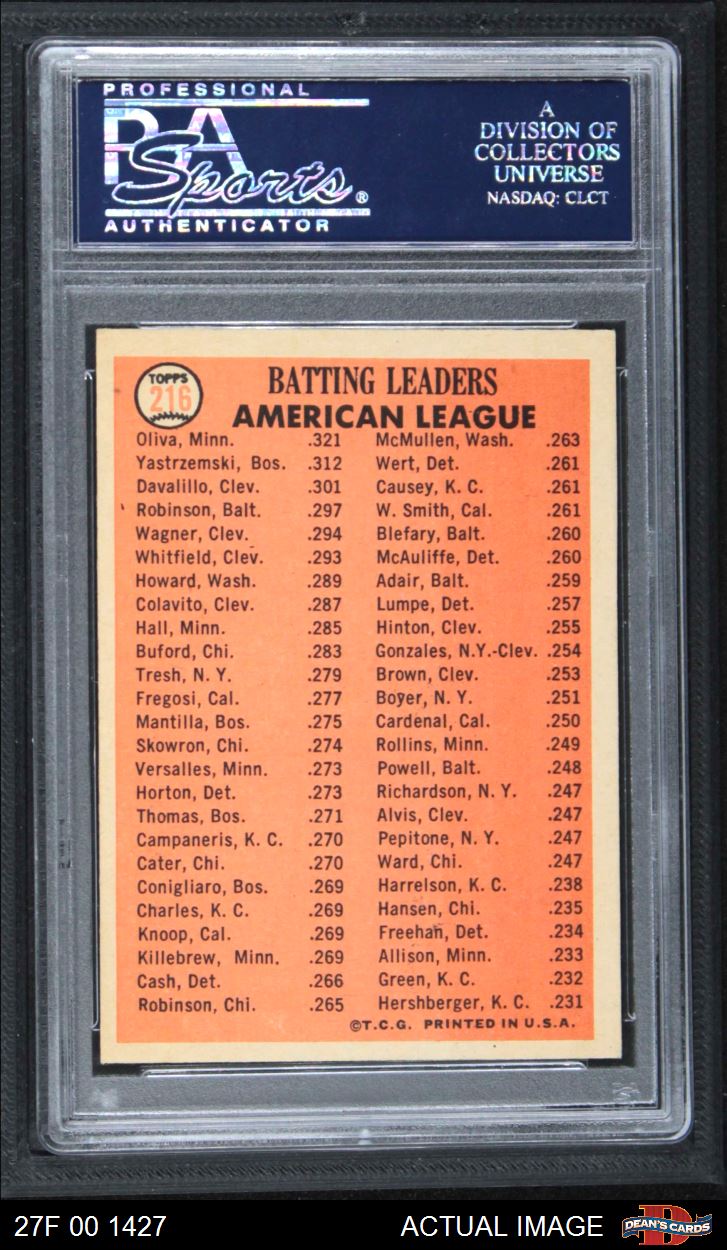 PROFESSIONAL
PSA
Sports®
AUTHENTICATOR
A
DIVISION OF
COLLECTORS
UNIVERSE
NASDAQ: CLCT
TOPPS
216
BATTING LEADERS
AMERICAN LEAGUE
Oliva, Minn. .321 McMullen, Wash. .263
Yastrzemski, Bos. .312 Wert, Det. .261
Davalillo, Clev. .301 Causey, K. C. .261
Robinson, Balt. .297 W. Smith, Cal. .261
Wagner, Clev. .294 Blefary, Balt. .260
Whitfield, Clev. .293 McAuliffe, Det. .260
Howard, Wash. .289 Adair, Balt. .259
Colavito, Clev. .287 Lumpe, Det. .257
Hall, Minn. .285 Hinton, Clev. .255
Buford, Chi. .283 Gonzales, N.Y.-Clev. .254
Tresh, N. Y. .279 Brown, Clev. .253
Fregosi, Cal. .277 Boyer, N. Y. .251
Mantilla, Bos. .275 Cardenal, Cal. .250
Skowron, Chi. .274 Rollins, Minn. .249
Versalles, Minn. .273 Powell, Balt. .248
Horton, Det. .273 Richardson, N. Y. .247
Thomas, Bos. .271 Alvis, Clev. .247
Campaneris, K. C. .270 Pepitone, N. Y. .247
Cater, Chi. .270 Ward, Chi. .247
Conigliaro, Bos. .269 Harrelson, K. C. .238
Charles, K. C. .269 Hansen, Chi. .235
Knoop, Cal. .269 Freehan, Det. .234
Killebrew, Minn. .269 Allison, Minn. .233
Cash, Det. .266 Green, K. C. .232
Robinson, Chi. .265 Hershberger, K. C. .231
©T.C.G. PRINTED IN U.S.A.
27F 00 1427 ACTUAL IMAGE DEAN'S CARDS